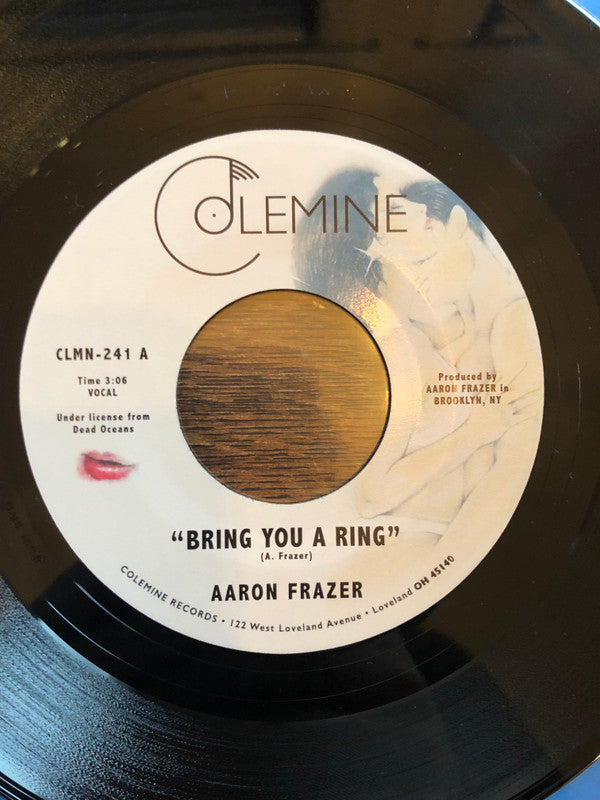 COLEMINE
CLMN-241 A
Time 3:06
VOCAL
Under license from
Dead Oceans
Produced by
AARON FRAZER in
BROOKLYN, NY
"BRING YOU A RING"
(A. Frazer)
AARON FRAZER
COLEMINE RECORDS • 122 West Loveland Avenue • Loveland OH 45140